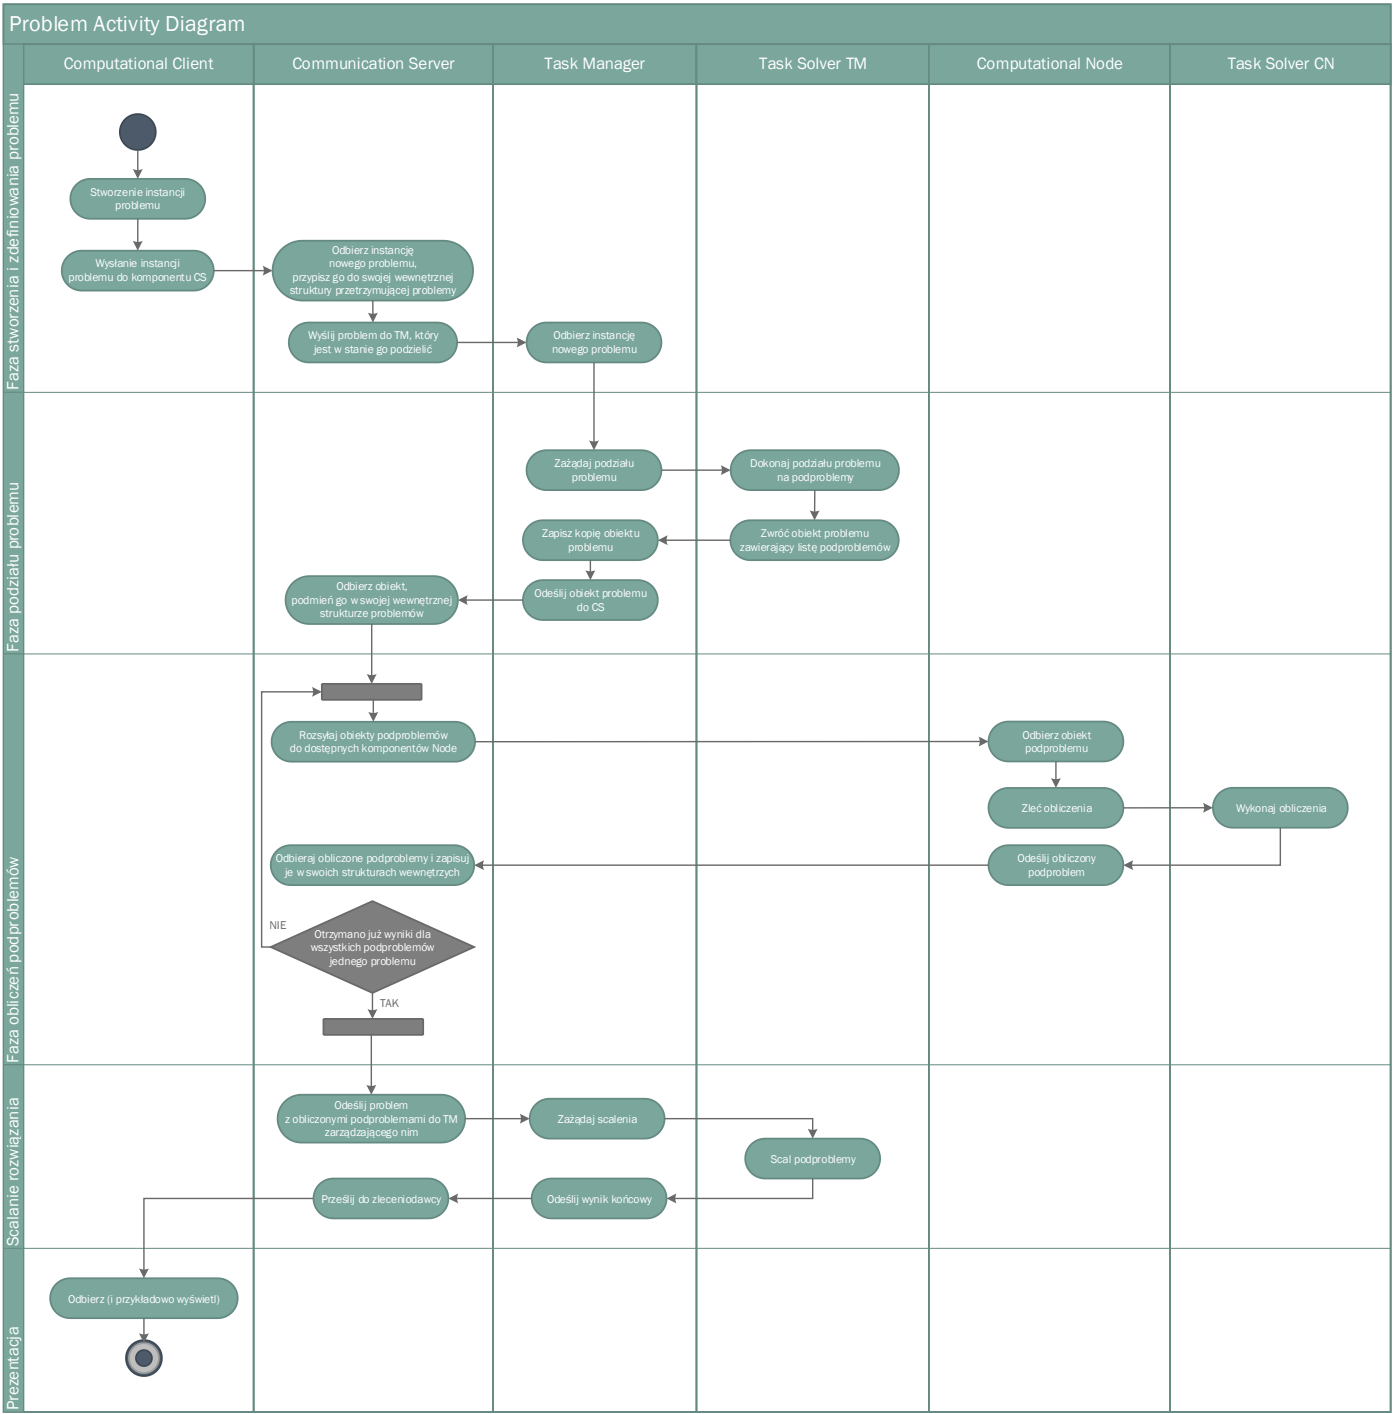 Problem Activity Diagram
Computational Client
Communication Server
Task Manager
Task Solver TM
Computational Node
Task Solver CN
Faza stworzenia i zdefiniowania problemu
Stworzenie instancji
problemu
Wysłanie instancji
problemu do komponentu CS
Odbierz instancję
nowego problemu,
przypisz go do swojej wewnętrznej
struktury przetrzymującej problemy
Wyślij problem do TM, który
jest w stanie go podzielić
Odbierz instancję
nowego problemu
Faza podziału problemu
Zażądaj podziału
problemu
Dokonaj podziału problemu
na podproblemy
Zwróć obiekt problemu
zawierający listę podproblemów
Zapisz kopię obiektu
problemu
Odeślij obiekt problemu
do CS
Odbierz obiekt,
podmień go w swojej wewnętrznej
strukturze problemów
Faza obliczeń podproblemów
Rozsyłaj obiekty podproblemów
do dostępnych komponentów Node
Odbierz obiekt
podproblemu
Zleć obliczenia
Wykonaj obliczenia
Odeślij obliczony
podproblem
Odbieraj obliczone podproblemy i zapisuj
je w swoich strukturach wewnętrzych
NIE
Otrzymano już wyniki dla
wszystkich podproblemów
jednego problemu
TAK
Scalanie rozwiązania
Odeślij problem
z obliczonymi podproblemami do TM
zarządzającego nim
Zażądaj scalenia
Scal podproblemy
Odeślij wynik końcowy
Prześlij do zleceniodawcy
Prezentacja
Odbierz (i przykładowo wyświetl)